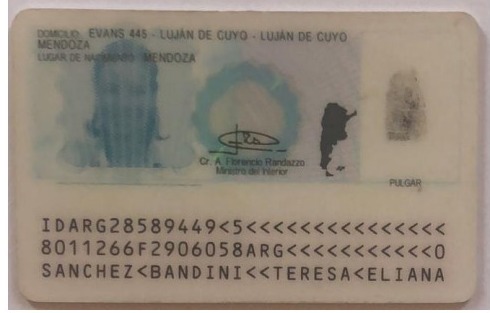 DOMICILIO: EVANS 445 - LUJÁN DE CUYO - LUJÁN DE CUYO
MENDOZA
LUGAR DE NACIMIENTO: MENDOZA
Cr. A. Florencio Randazzo
Ministro del Interior
PULGAR
IDARG28589449<5<<<<<<<<<<<<<<<
8011266F2906058ARG<<<<<<<<<<<0
SANCHEZ<BANDINI<<TERESA<ELIANA